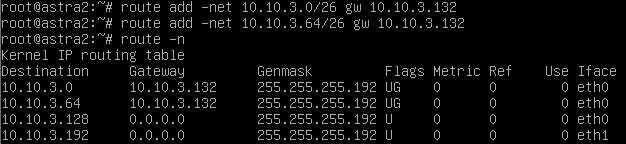 root@astra2:~# route add -net 10.10.3.0/26 gw 10.10.3.132
root@astra2:~# route add -net 10.10.3.64/26 gw 10.10.3.132
root@astra2:~# route -n
Kernel IP routing table
Destination     Gateway         Genmask         Flags Metric Ref    Use Iface
10.10.3.0       10.10.3.132     255.255.255.192 UG    0      0        0 eth0
10.10.3.64      10.10.3.132     255.255.255.192 UG    0      0        0 eth0
10.10.3.128     0.0.0.0         255.255.255.192 U     0      0        0 eth0
10.10.3.192     0.0.0.0         255.255.255.192 U     0      0        0 eth1